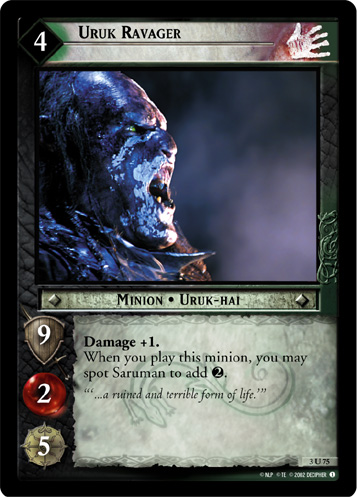 4 URUK RAVAGER
MINION • URUK-HAI
9
Damage +1.
When you play this minion, you may
spot Saruman to add ❷.
2
“‘...a ruined and terrible form of life.’”
5
3 U 75
© NLP © TE © 2002 DECIPHER